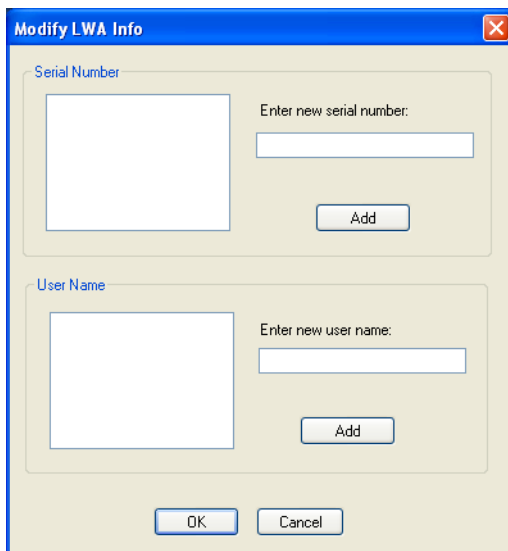 Modify LWA Info
Serial Number
Enter new serial number:
Add
User Name
Enter new user name:
Add
OK Cancel